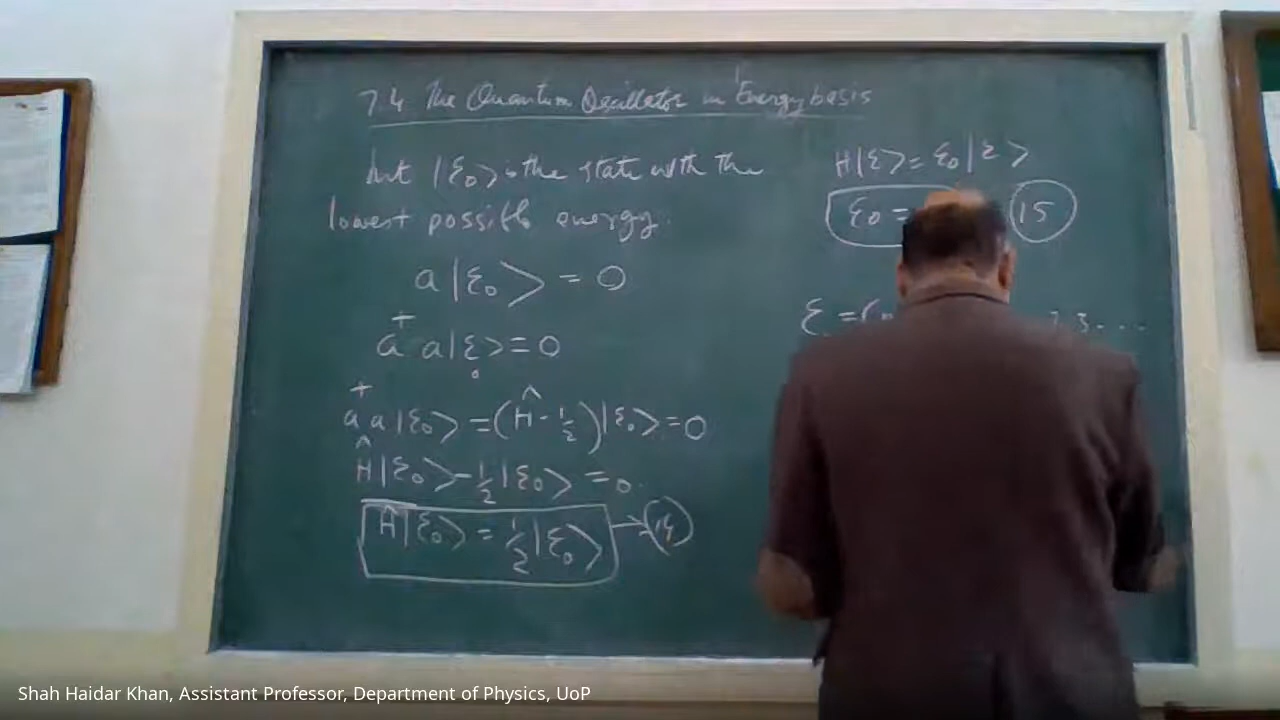 7.4 The Quantum Oscillator in Energy basis
but |ε₀> is the state with the
lowest possible energy.
a|ε₀> = 0
a⁺a|ε₀> = 0
a⁺a|ε₀> = (Ĥ - 1/2)|ε₀> = 0
Ĥ|ε₀> - 1/2|ε₀> = 0.
Ĥ|ε₀> = 1/2|ε₀> → 14
H|ε> = ε₀|ε>
ε₀ = 15
ε = ( 3....
Shah Haidar Khan, Assistant Professor, Department of Physics, UoP